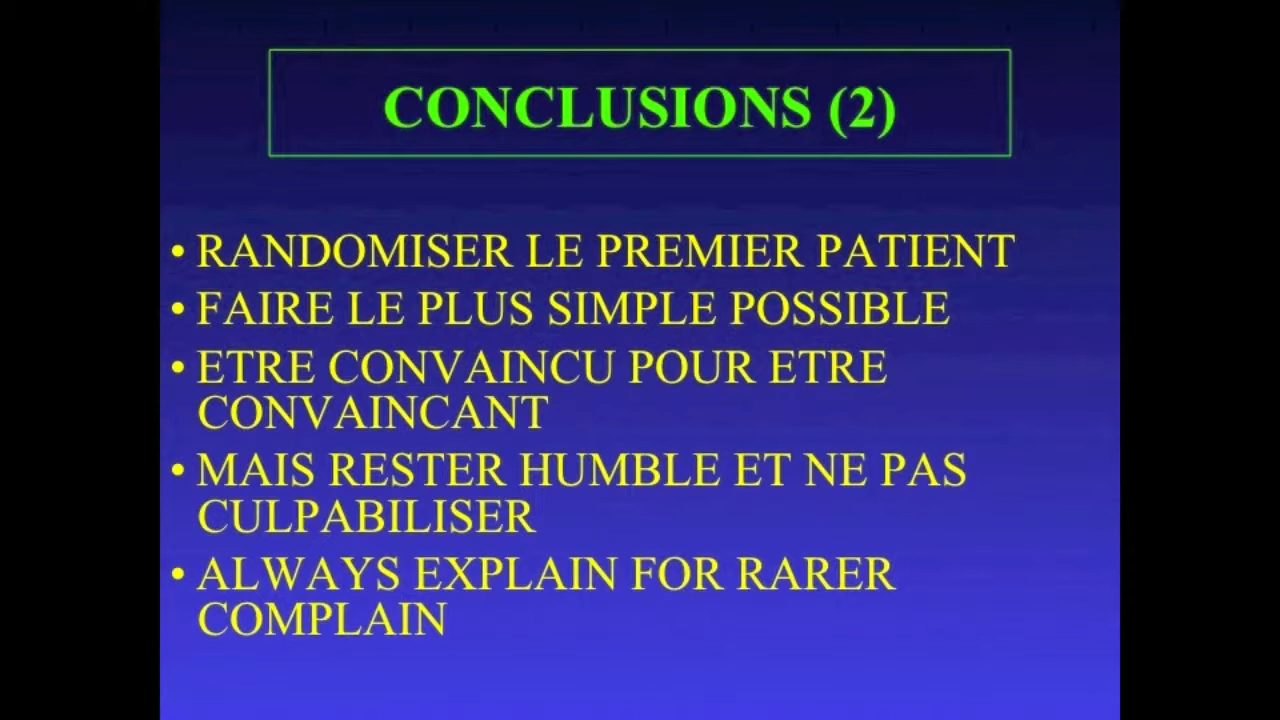 CONCLUSIONS (2)
• RANDOMISER LE PREMIER PATIENT
• FAIRE LE PLUS SIMPLE POSSIBLE
• ETRE CONVAINCU POUR ETRE
CONVAINCANT
• MAIS RESTER HUMBLE ET NE PAS
CULPABILISER
• ALWAYS EXPLAIN FOR RARER
COMPLAIN